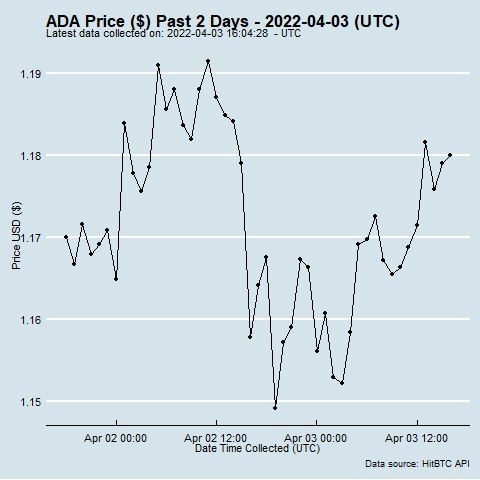 ADA Price ($) Past 2 Days - 2022-04-03 (UTC)
Latest data collected on: 2022-04-03 16:04:28  - UTC
1.19
1.18
1.17
1.16
1.15
Price USD ($)
Apr 02 00:00
Apr 02 12:00
Apr 03 00:00
Apr 03 12:00
Date Time Collected (UTC)
Data source: HitBTC API